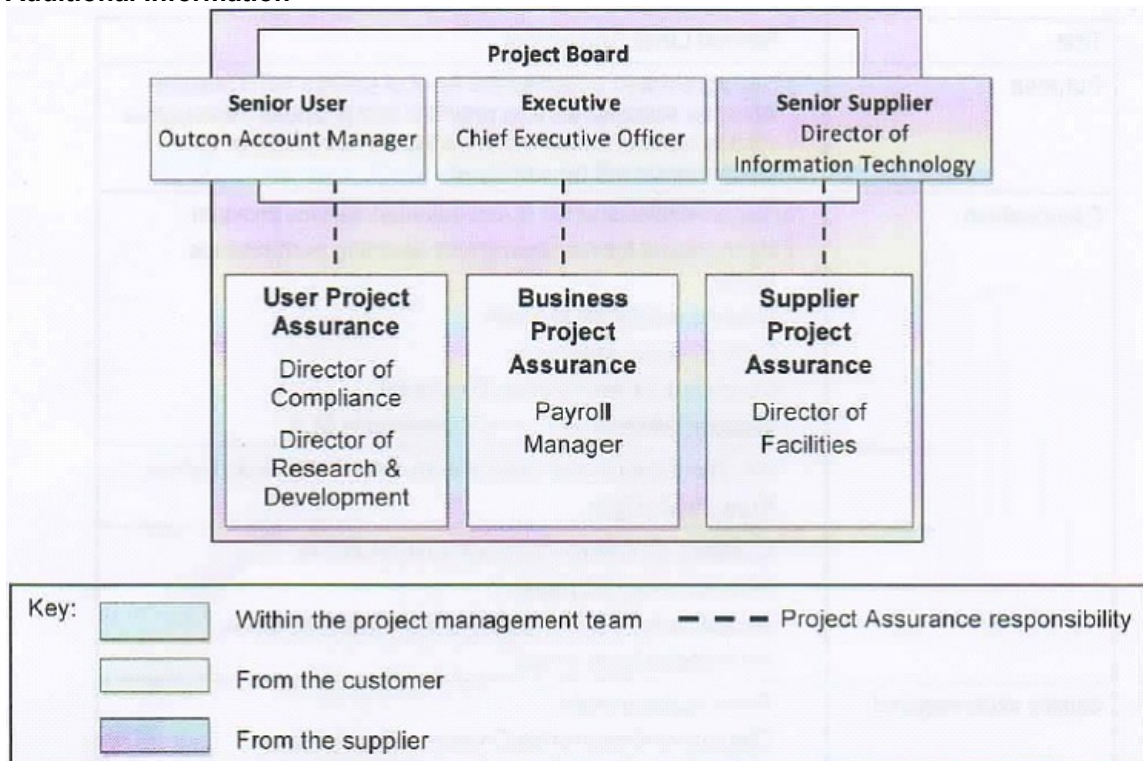 Additional Information
Project Board
Senior User
Outcon Account Manager
Executive
Chief Executive Officer
Senior Supplier
Director of
Information Technology
User Project
Assurance
Director of
Compliance
Director of
Research &
Development
Business
Project
Assurance
Payroll
Manager
Supplier
Project
Assurance
Director of
Facilities
Key:
Within the project management team
Project Assurance responsibility
From the customer
From the supplier